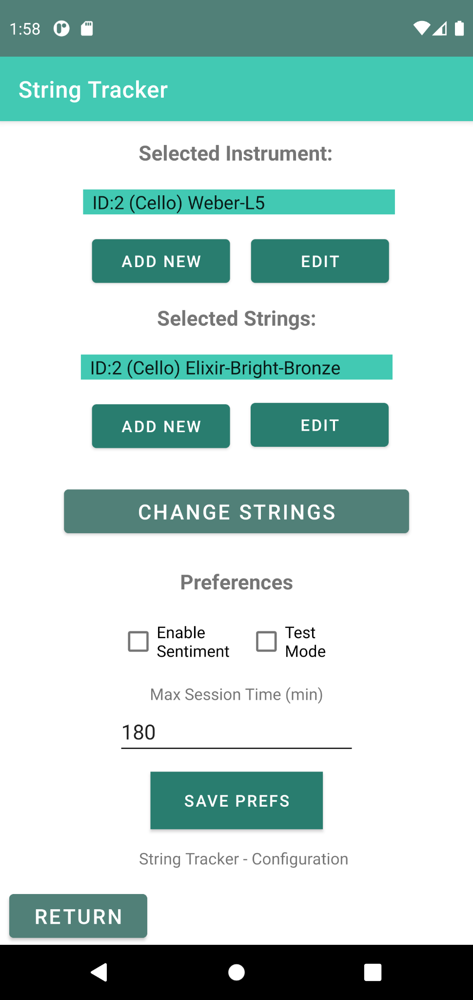 1:58
String Tracker
Selected Instrument:
ID:2 (Cello) Weber-L5
ADD NEW EDIT
Selected Strings:
ID:2 (Cello) Elixir-Bright-Bronze
ADD NEW EDIT
CHANGE STRINGS
Preferences
Enable
Sentiment
Test
Mode
Max Session Time (min)
180
SAVE PREFS
String Tracker - Configuration
RETURN